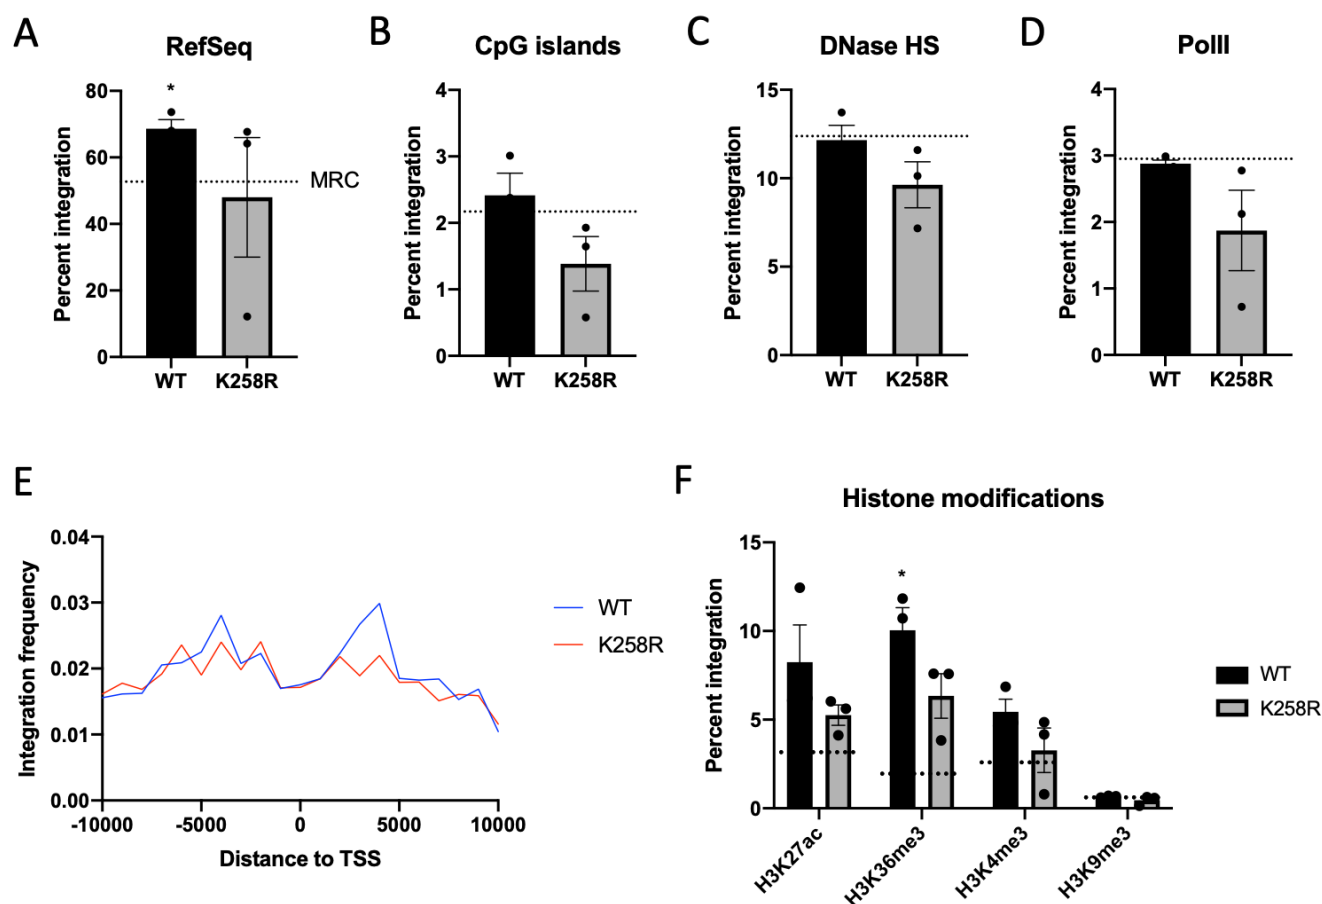 A
RefSeq
*
80
60
40
20
0
Percent integration
WT
K258R
MRC
B
CpG islands
4
3
2
1
0
Percent integration
WT
K258R
C
DNase HS
15
10
5
0
Percent integration
WT
K258R
D
PolII
4
3
2
1
0
Percent integration
WT
K258R
E
0.04
0.03
0.02
0.01
0.00
Integration frequency
-10000
-5000
0
5000
10000
Distance to TSS
WT
K258R
F
Histone modifications
*
15
10
5
0
Percent integration
H3K27ac
H3K36me3
H3K4me3
H3K9me3
WT
K258R